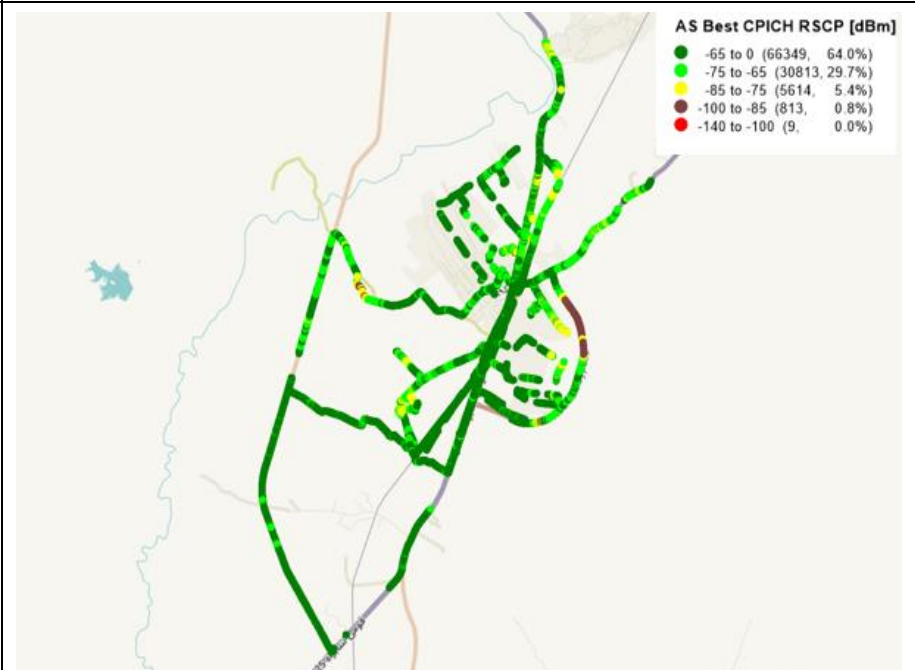 AS Best CPICH RSCP [dBm]
-65 to 0 (66349, 64.0%)
-75 to -65 (30813, 29.7%)
-85 to -75 (5614, 5.4%)
-100 to -85 (813, 0.8%)
-140 to -100 (9, 0.0%)